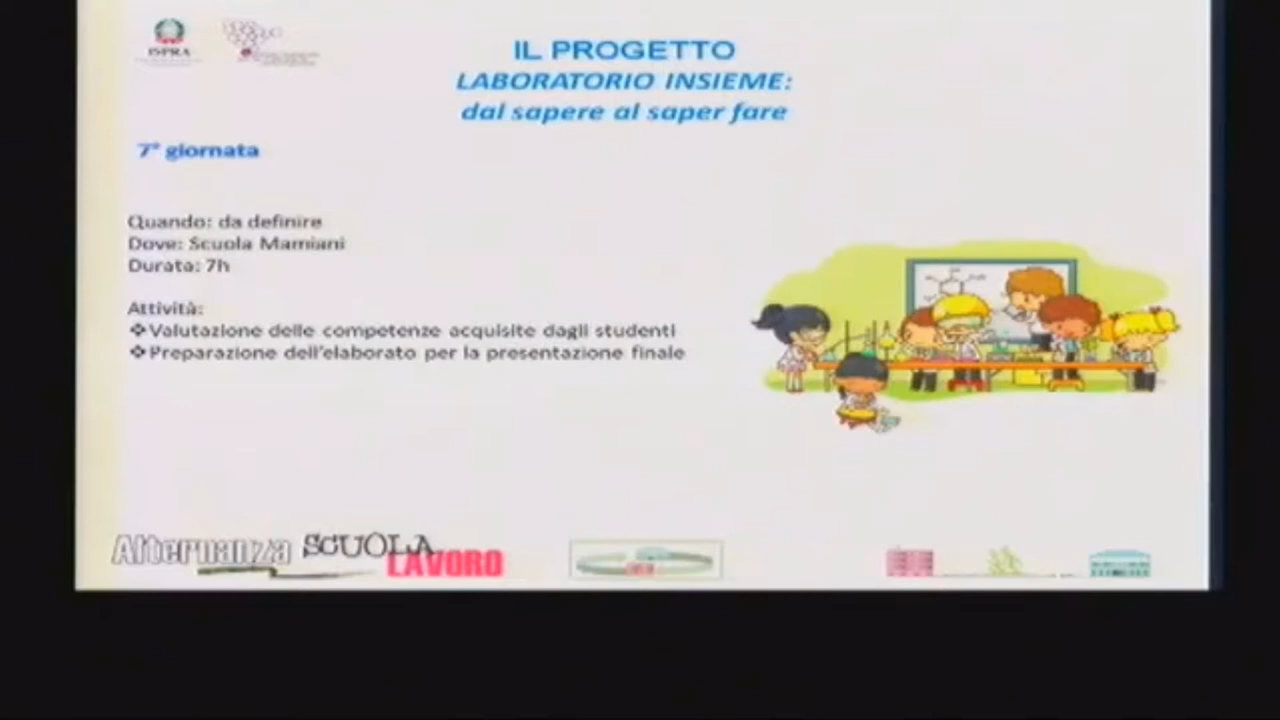 ISPRA
IL PROGETTO
LABORATORIO INSIEME:
dal sapere al saper fare
7° giornata
Quando: da definire
Dove: Scuola Mamiani
Durata: 7h
Attività:
❖Valutazione delle competenze acquisite dagli studenti
❖Preparazione dell'elaborato per la presentazione finale
Alternanza SCUOLA
LAVORO